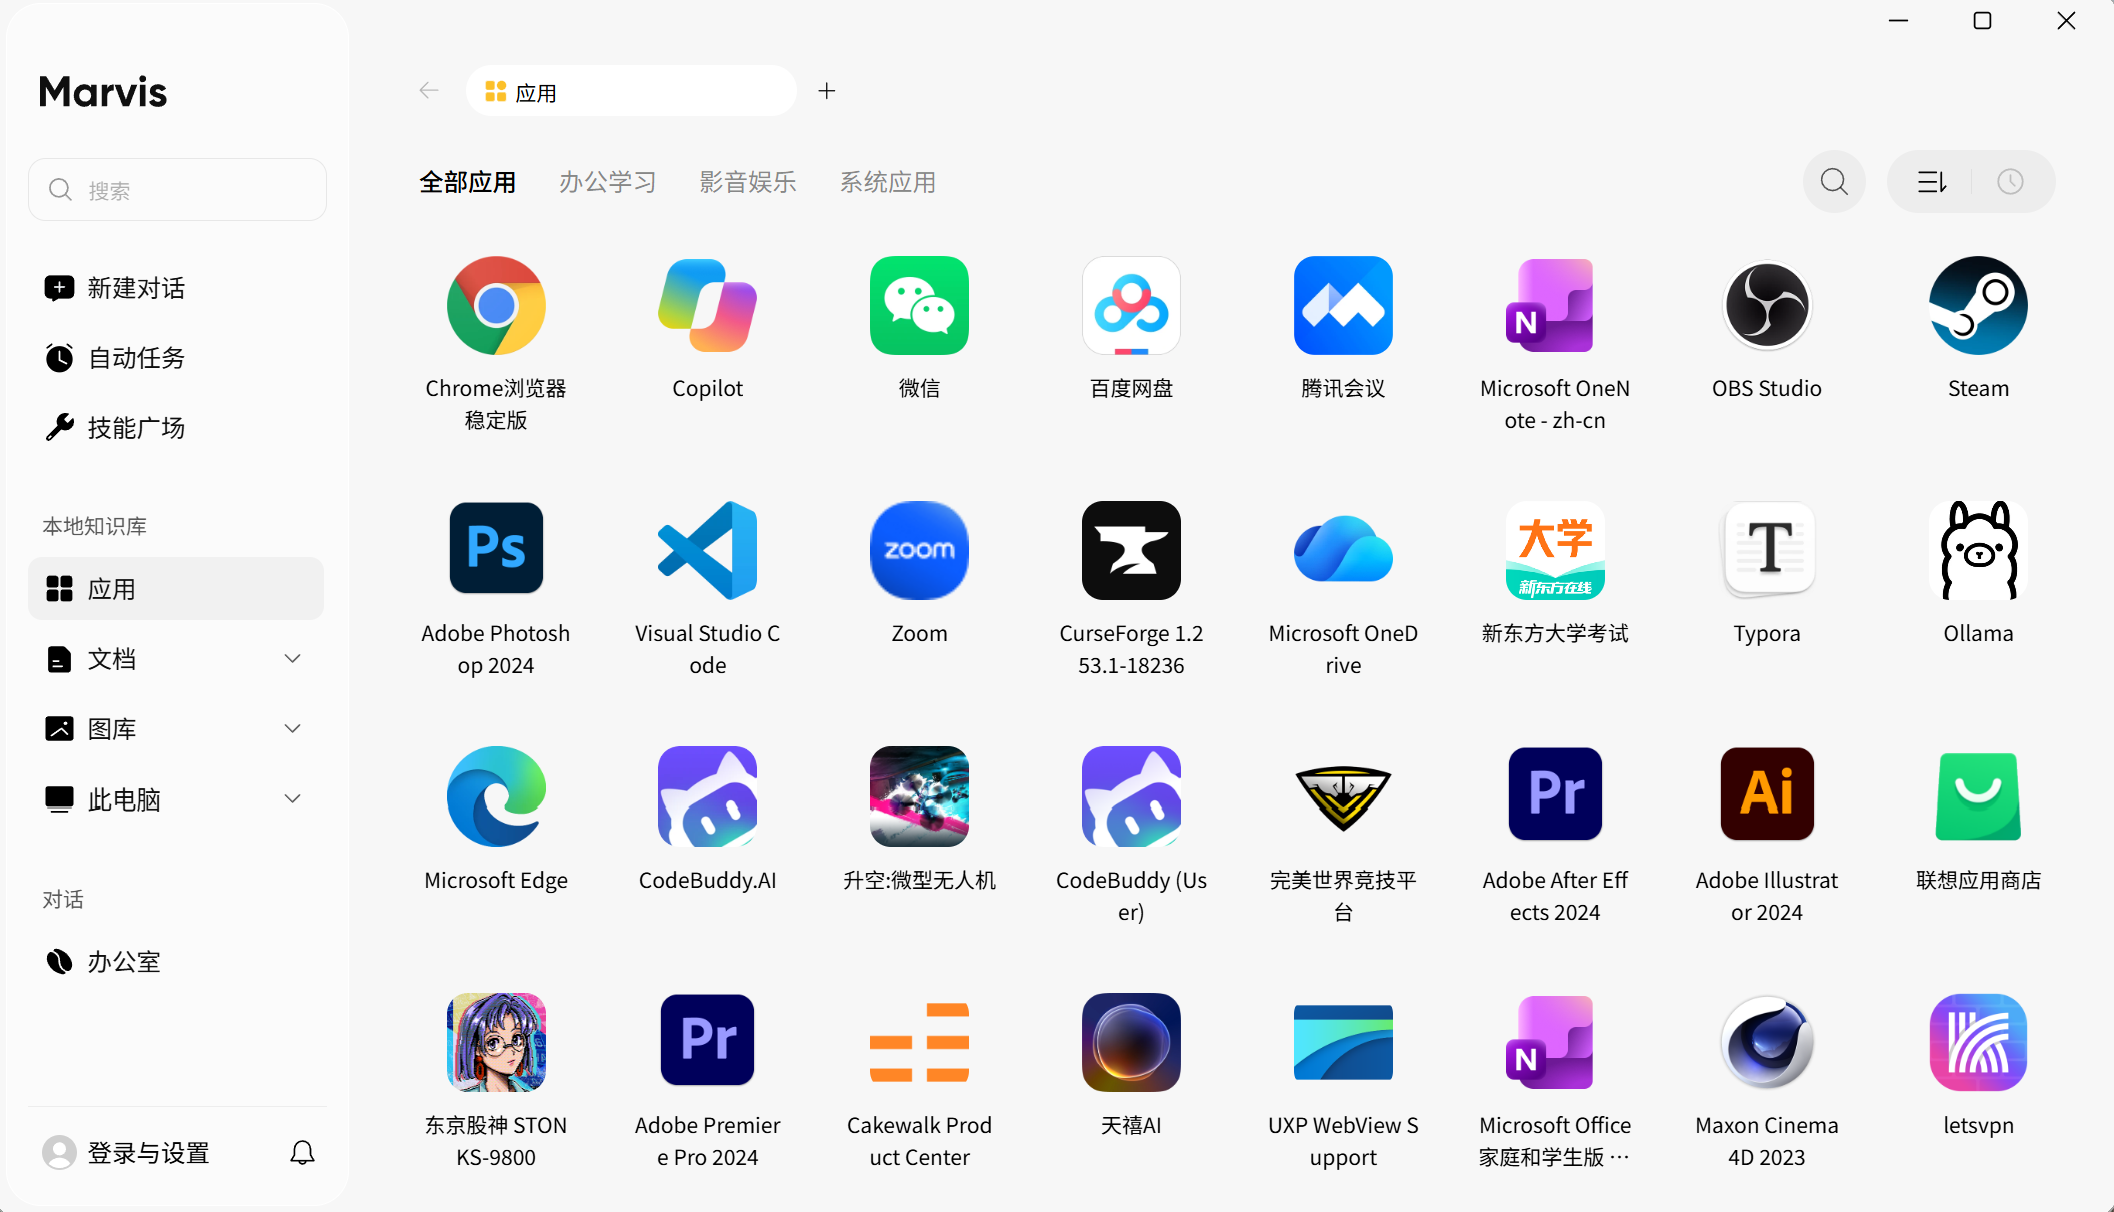 Marvis
应用
搜索
全部应用 办公学习 影音娱乐 系统应用
新建对话
自动任务
技能广场
本地知识库
应用
文档
图库
此电脑
对话
办公室
登录与设置
Chrome浏览器
稳定版
Copilot
微信
百度网盘
腾讯会议
N
Microsoft OneN
ote - zh-cn
OBS Studio
Steam
Ps
Adobe Photosh
op 2024
Visual Studio C
ode
zoom
Zoom
CurseForge 1.2
53.1-18236
Microsoft OneD
rive
大学
新东方在线
新东方大学考试
T
Typora
Ollama
Microsoft Edge
CodeBuddy.AI
升空:微型无人机
CodeBuddy (Us
er)
完美世界竞技平
台
Pr
Adobe After Eff
ects 2024
Ai
Adobe Illustrat
or 2024
联想应用商店
东京股神 STON
KS-9800
Pr
Adobe Premier
e Pro 2024
Cakewalk Prod
uct Center
天禧AI
UXP WebView S
upport
N
Microsoft Office
家庭和学生版 ···
Maxon Cinema
4D 2023
letsvpn